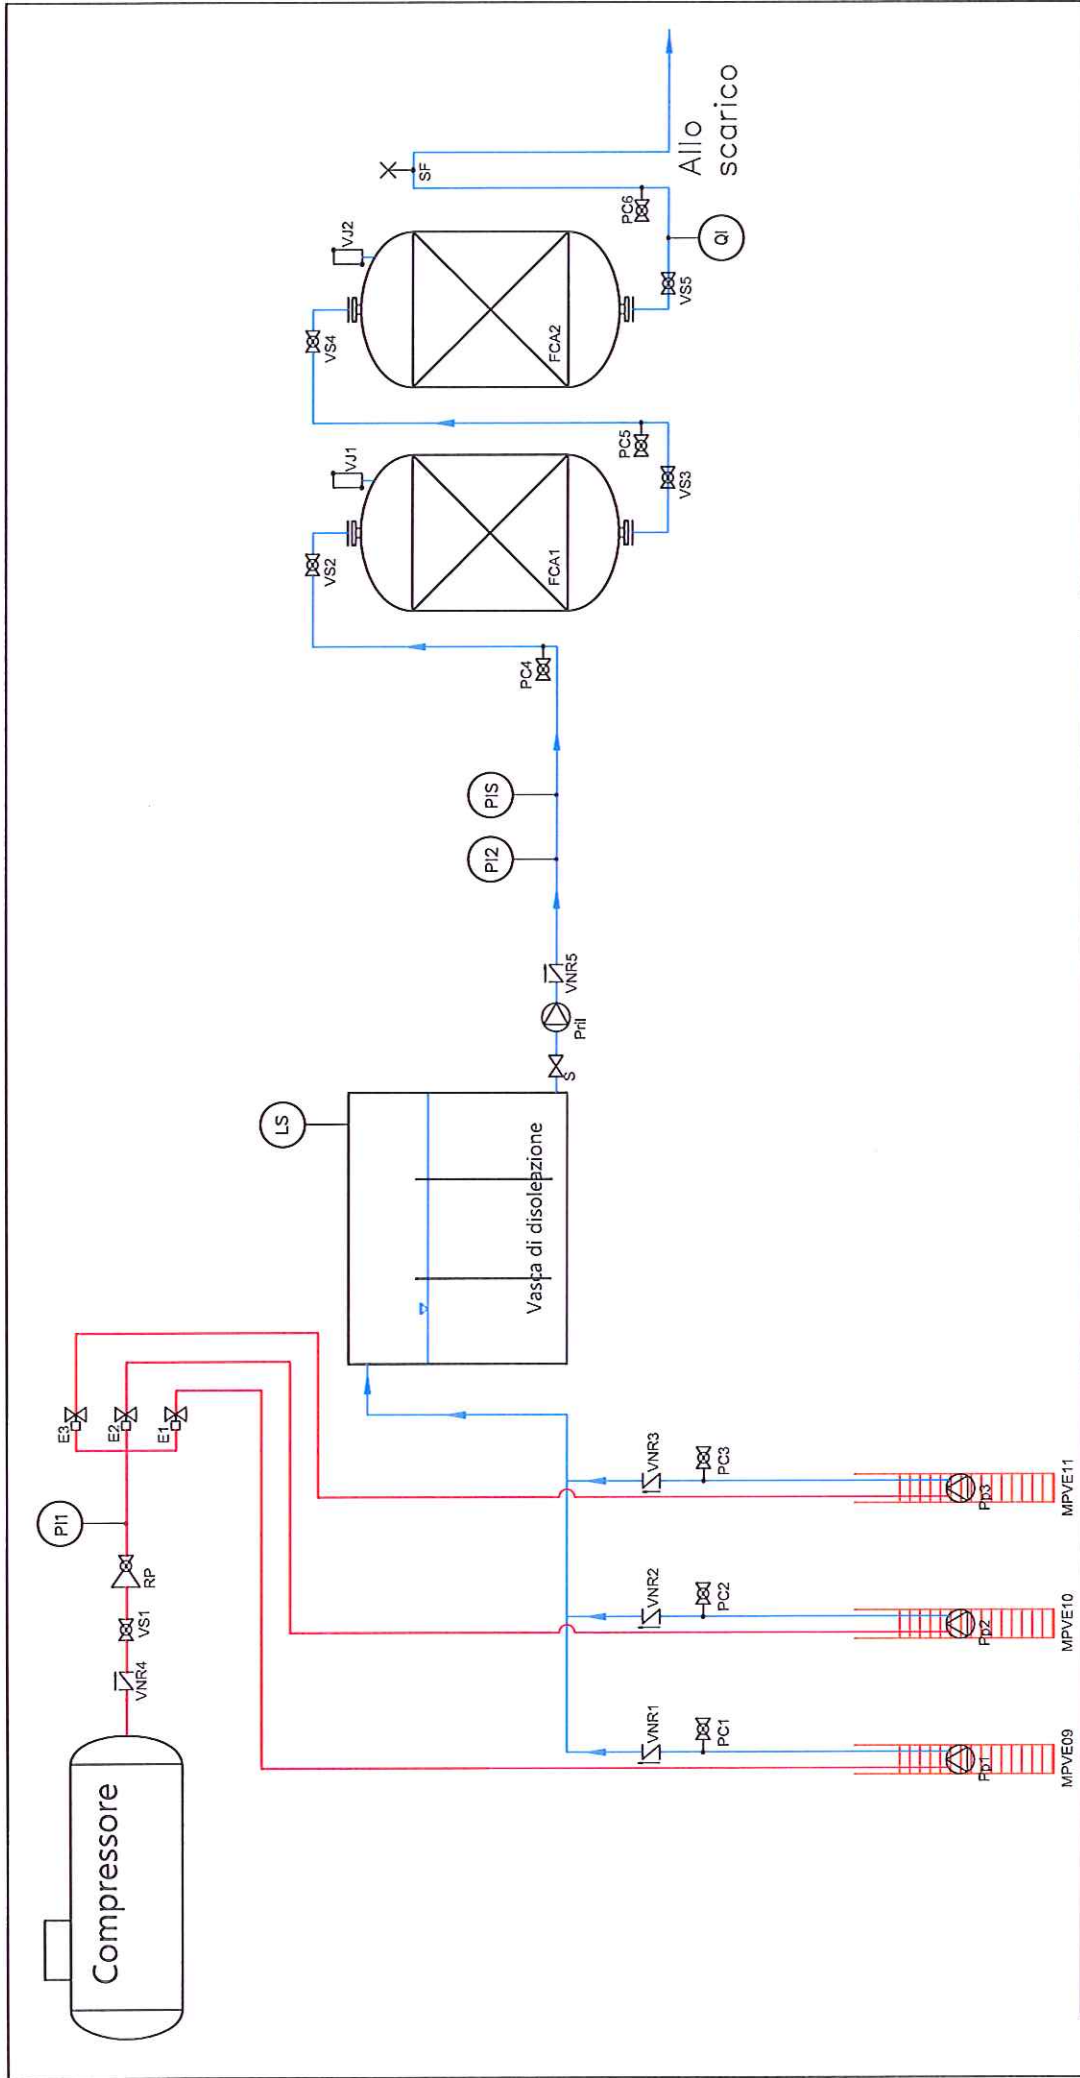 Compressore
VNR4
VS1
RP
PI1
E3
E2
E1
LS
Vasca di disoleazione
S
Pril
VNR5
PI2
PIS
PC4
VS2
VJ1
FCA1
VS3
PC5
VS4
VJ2
FCA2
VS5
QI
PC6
SF
Allo
scarico
VNR1
PC1
Pp1
MPVE09
VNR2
PC2
Pp2
MPVE10
VNR3
PC3
Pp3
MPVE11